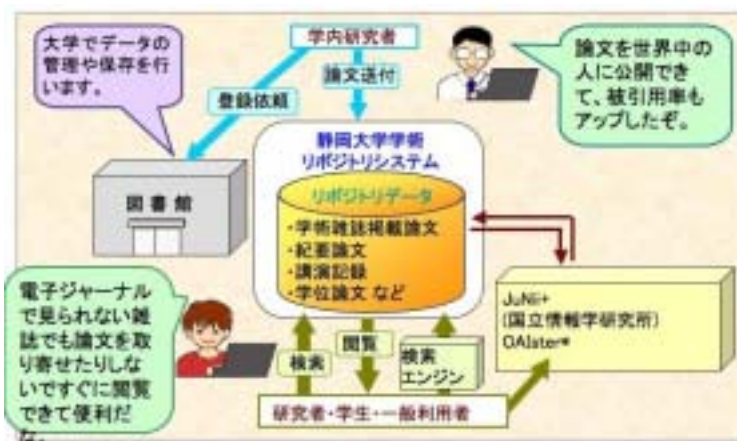 大学でデータの
管理や保存を行
います。
学内研究者
論文送付
登録依頼
論文を世界中の
人に公開でき
て、被引用率も
アップしたぞ。
静岡大学学術
リポジトリシステム
図書館
リポジトリデータ
・学術雑誌掲載論文
・紀要論文
・講演記録
・学位論文 など
電子ジャーナル
で見られない雑
誌でも論文を取
り寄せたりしな
いですぐに閲覧
できて便利だ
な。
JuNii+
(国立情報学研究所)
OAIster*
検索
閲覧
検索
エンジン
研究者・学生・一般利用者